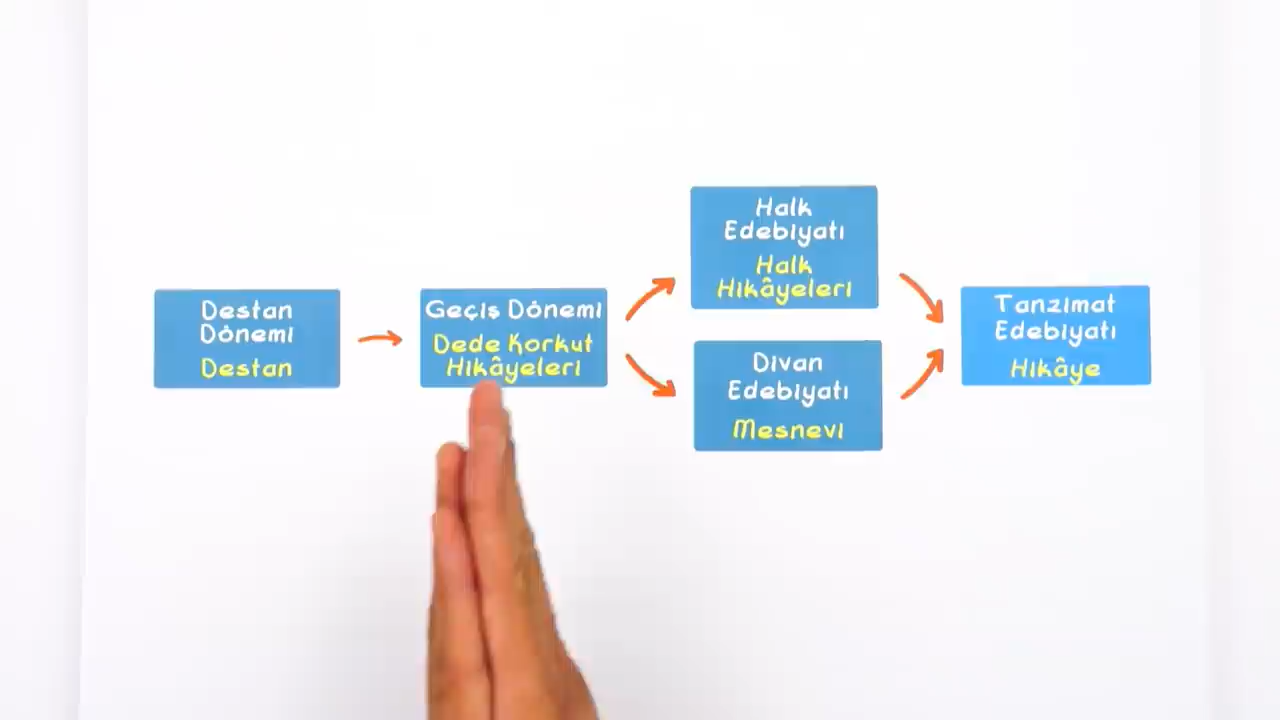 Destan
Dönemi
Destan
Geçiş Dönemi
Dede Korkut
Hikâyeleri
Halk
Edebiyatı
Halk
Hikâyeleri
Divan
Edebiyatı
Mesnevi
Tanzimat
Edebiyatı
Hikâye